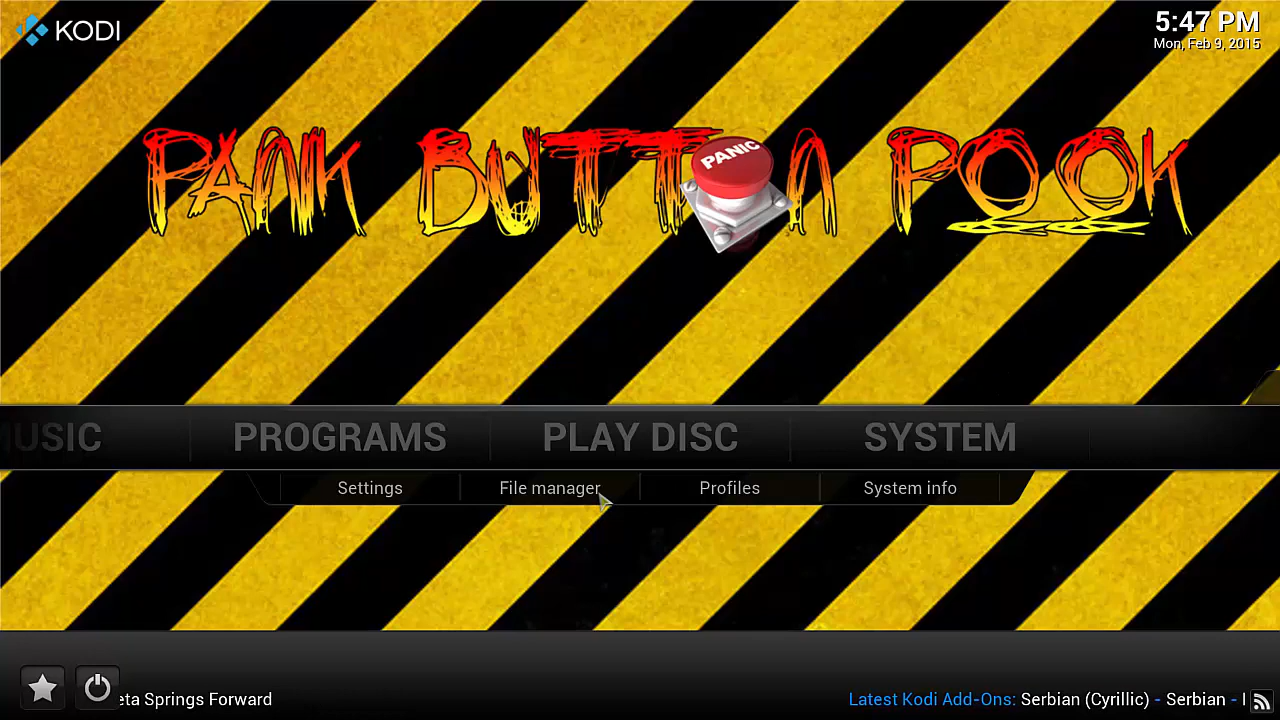 KODI
5:47 PM
Mon, Feb 9, 2015
PANIK BUTTON POOK
PANIC
USIC PROGRAMS PLAY DISC SYSTEM
Settings File manager Profiles System info
eta Springs Forward
Latest Kodi Add-Ons: Serbian (Cyrillic) - Serbian -